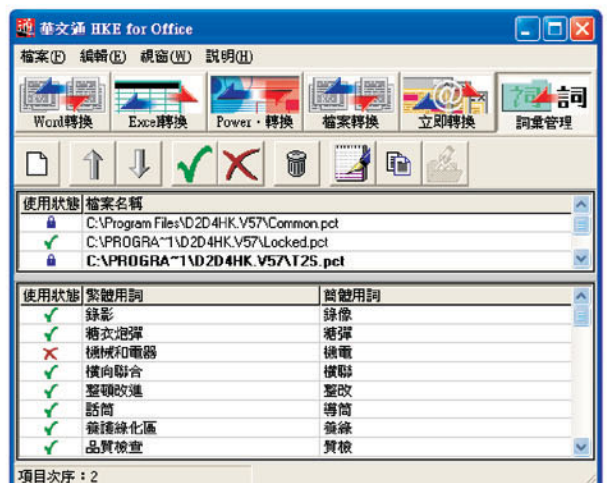 華文通 HKE for Office
檔案(F) 編輯(E) 視窗(W) 說明(H)
詞 詞
Word轉換 Excel轉換 Power‧轉換 檔案轉換 立即轉換 詞彙管理
使用狀態 檔案名稱
C:\Program Files\D2D4HK.V57\Common.pct
C:\PROGRA~1\D2D4HK.V57\Locked.pct
C:\PROGRA~1\D2D4HK.V57\T2S.pct
使用狀態 繁體用詞 簡體用詞
錄影 錄像
糖衣炮彈 糖彈
機械和電器 機電
橫向聯合 橫聯
整頓改進 整改
話筒 導筒
養護綠化區 養綠
品質檢查 質檢
項目次序：2